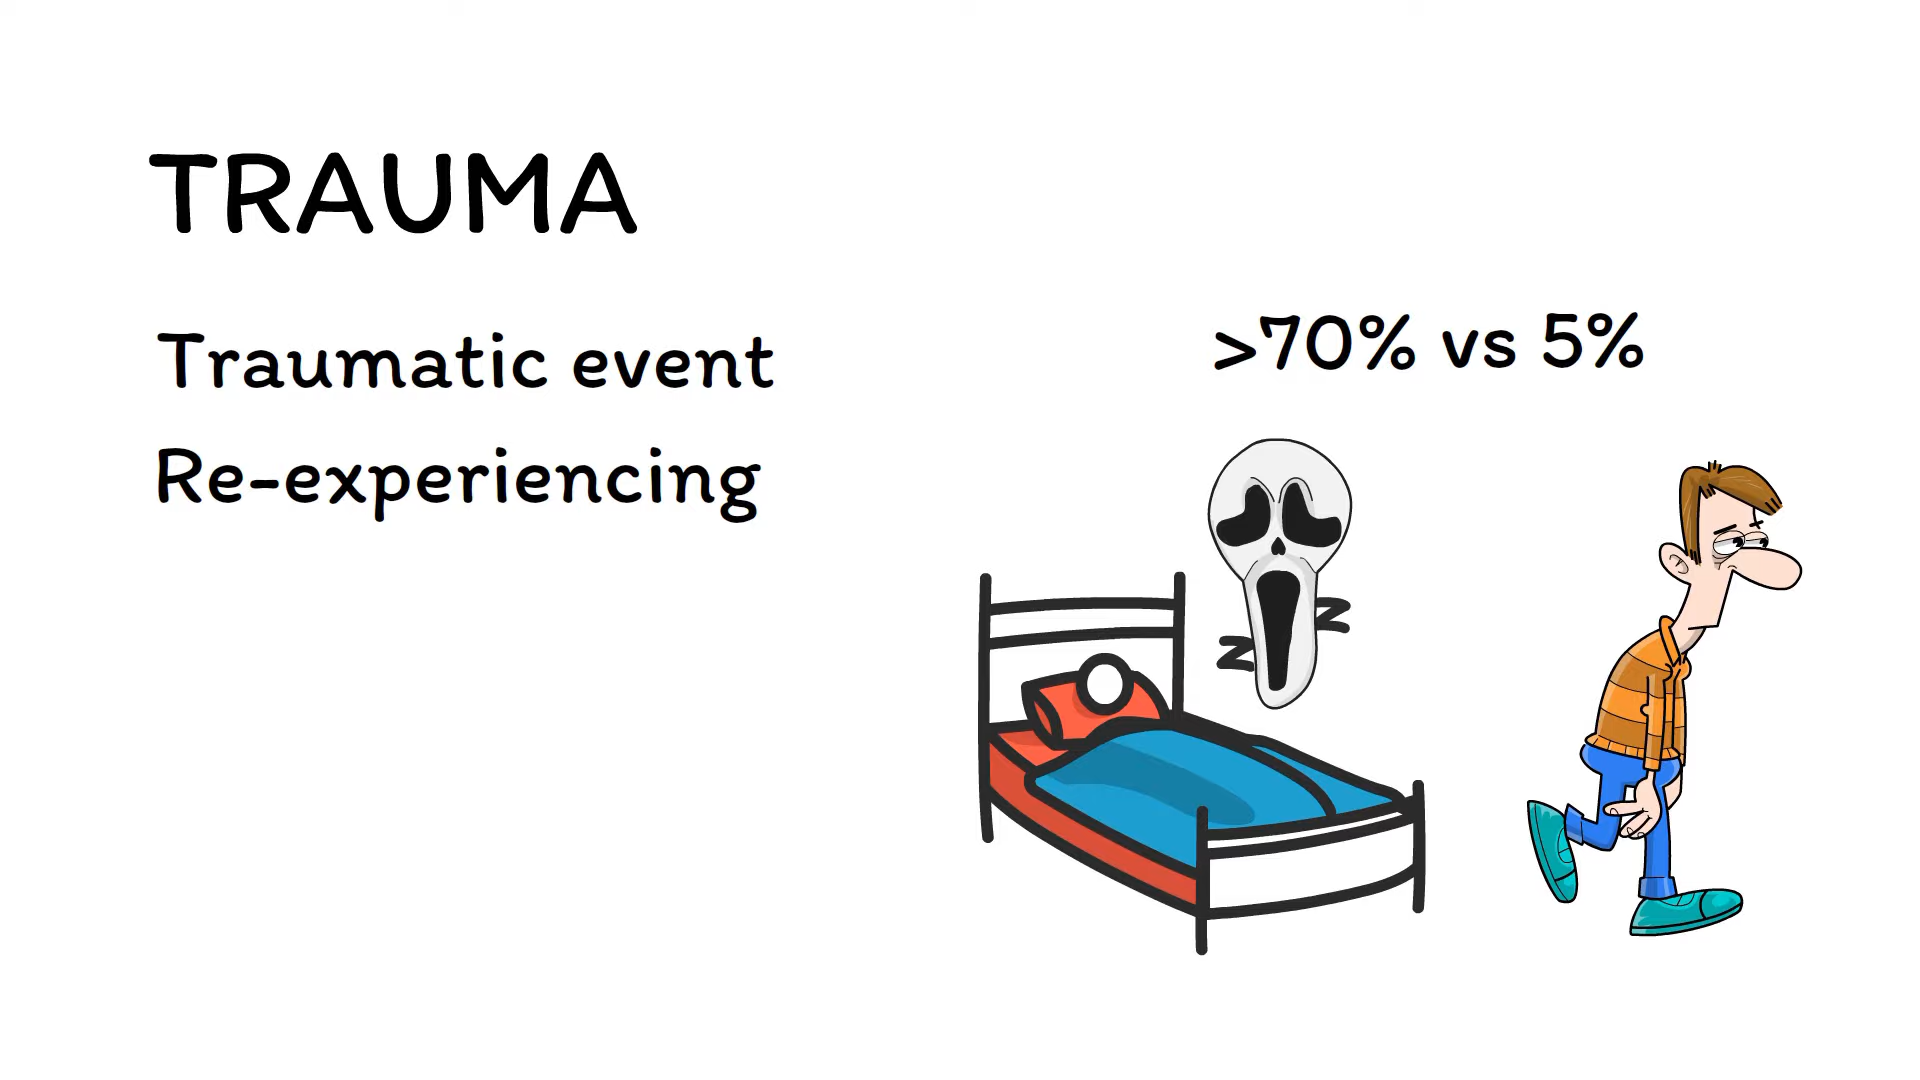 TRAUMA
Traumatic event
Re-experiencing
>70% vs 5%
z
z